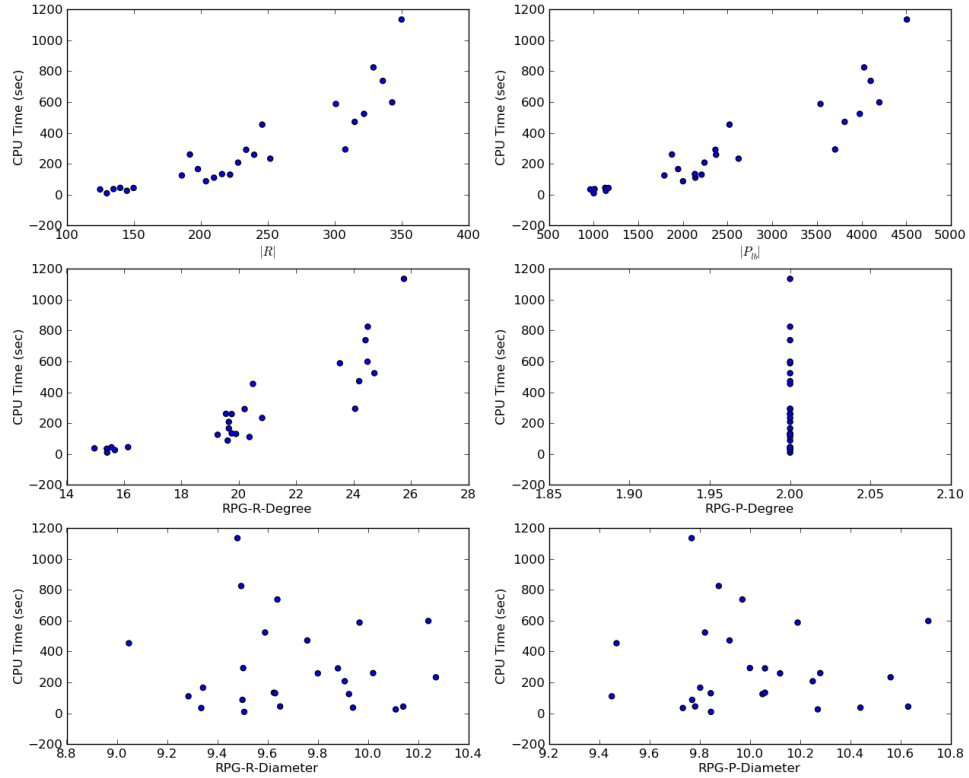 1200
1000
800
600
400
200
0
−200
CPU Time (sec)
100 150 200 250 300 350 400
|R|
1200
1000
800
600
400
200
0
−200
CPU Time (sec)
500 1000 1500 2000 2500 3000 3500 4000 4500 5000
|P_{lb}|
1200
1000
800
600
400
200
0
−200
CPU Time (sec)
14 16 18 20 22 24 26 28
RPG-R-Degree
1200
1000
800
600
400
200
0
−200
CPU Time (sec)
1.85 1.90 1.95 2.00 2.05 2.10
RPG-P-Degree
1200
1000
800
600
400
200
0
−200
CPU Time (sec)
8.8 9.0 9.2 9.4 9.6 9.8 10.0 10.2 10.4
RPG-R-Diameter
1200
1000
800
600
400
200
0
−200
CPU Time (sec)
9.2 9.4 9.6 9.8 10.0 10.2 10.4 10.6 10.8
RPG-P-Diameter